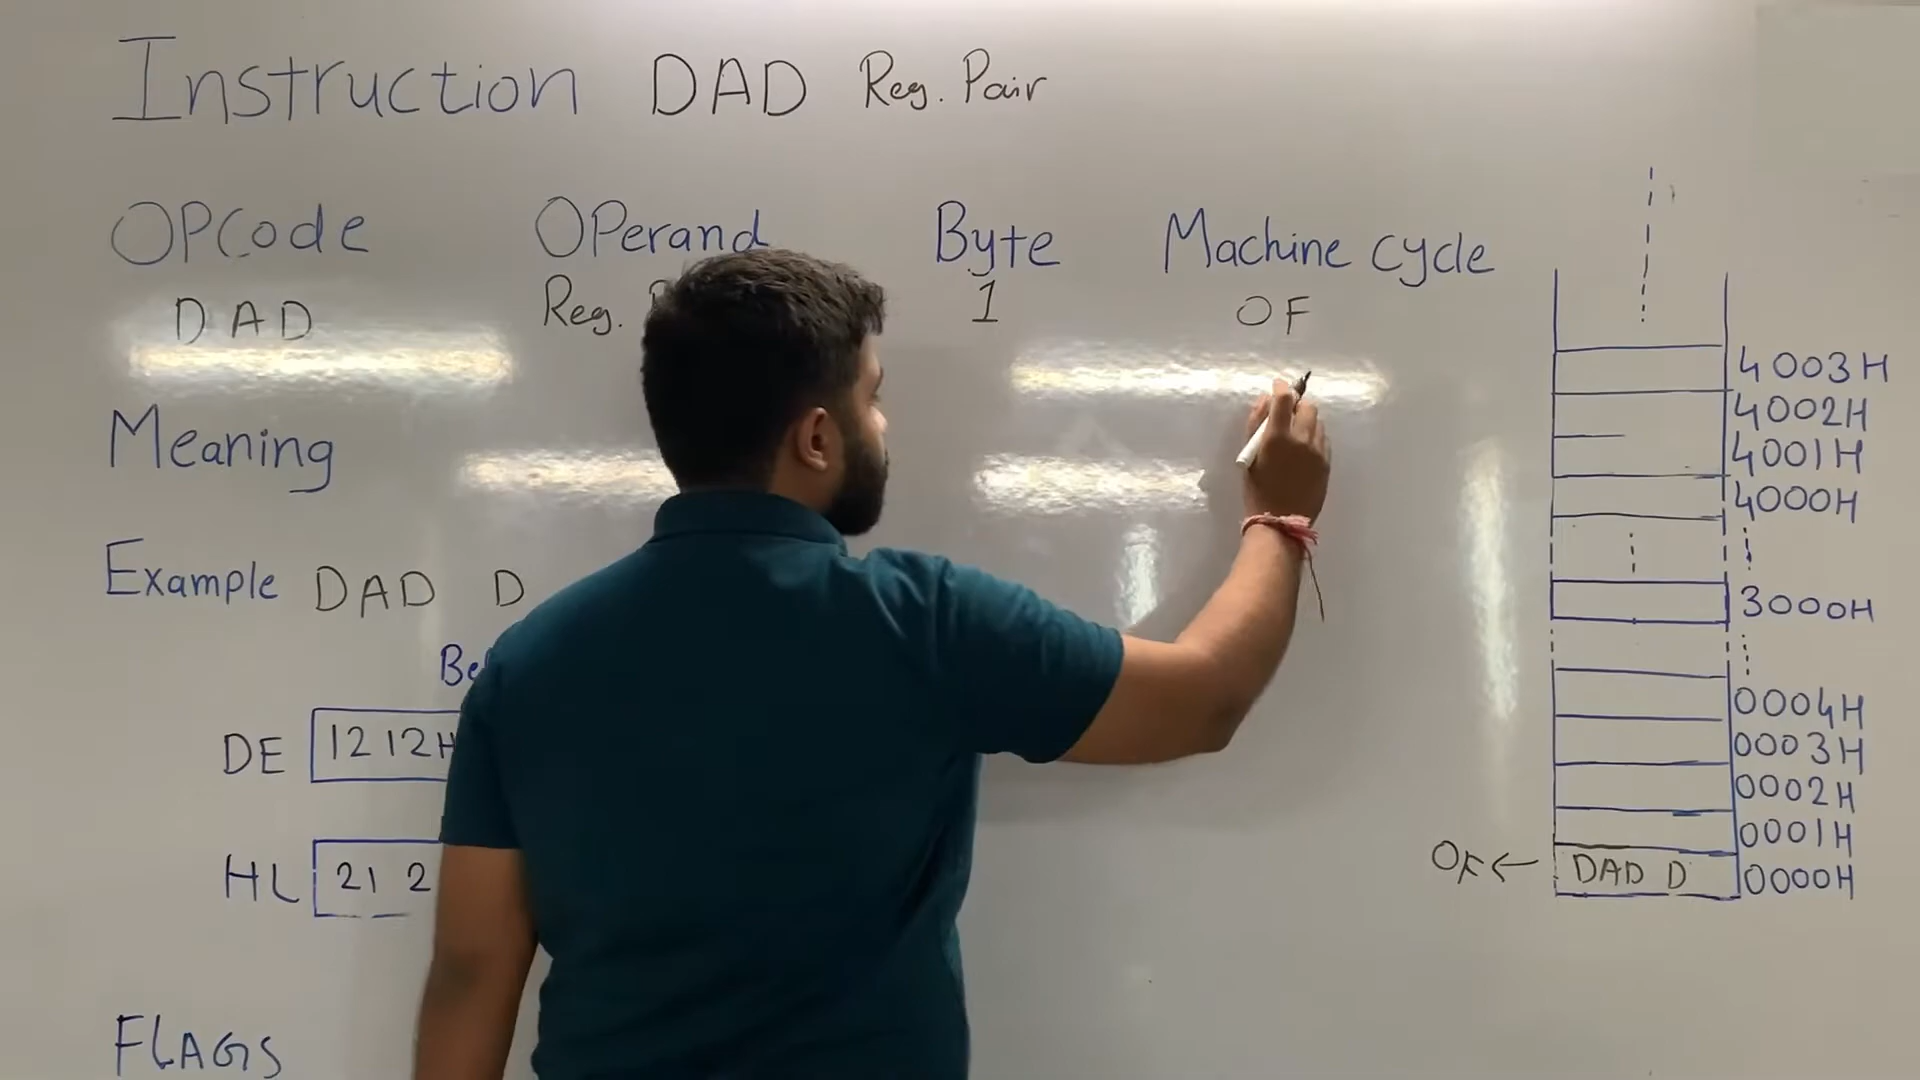 Instruction DAD Reg. Pair
OPCode OPerand Byte Machine cycle
DAD Reg. 1 OF
Meaning
Example DAD D
DE 1212H
HL 21 2
FLAGS
4003H
4002H
4001H
4000H
3000H
0004H
0003H
0002H
0001H
OF← DAD D 0000H